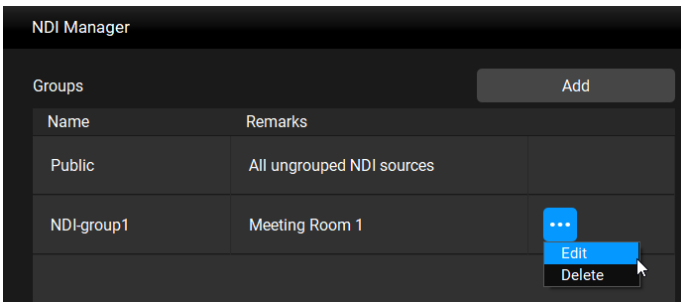 NDI Manager
Groups Add
Name Remarks
Public All ungrouped NDI sources
NDI-group1 Meeting Room 1
Edit
Delete